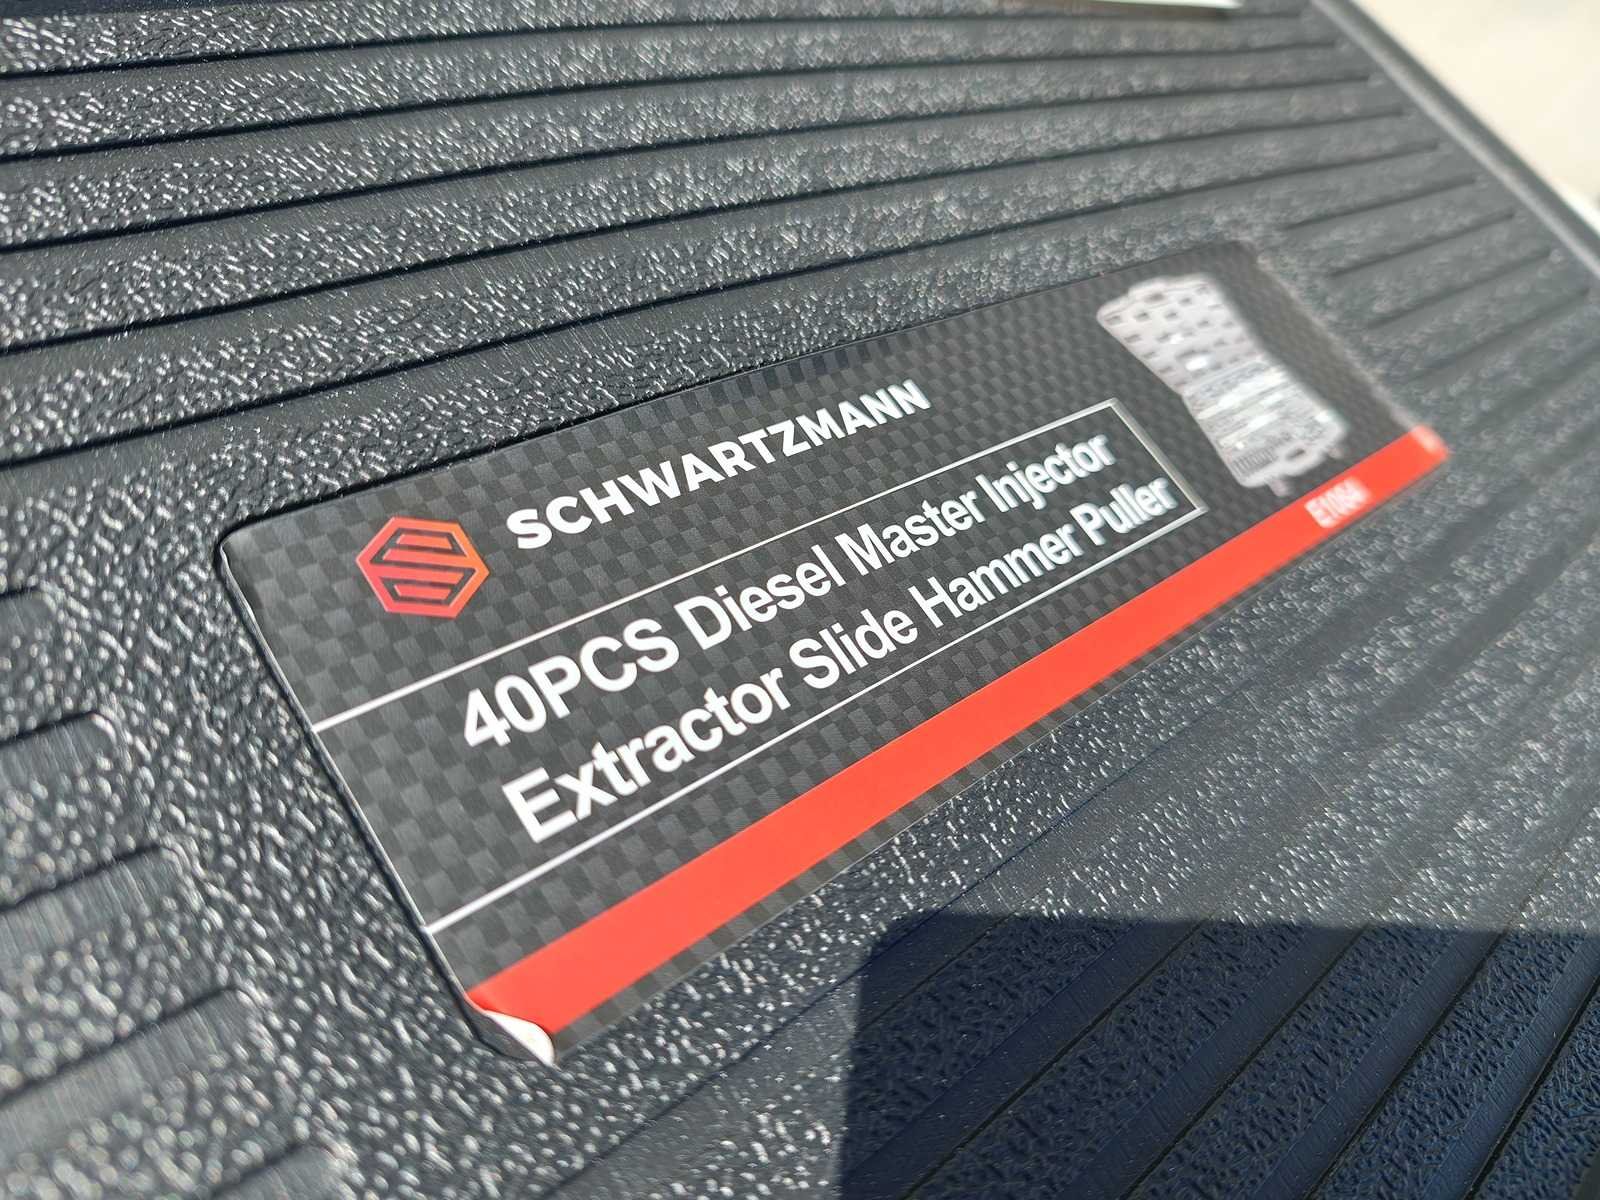 SCHWARTZMANN
40PCS Diesel Master Injector
Extractor Slide Hammer Puller